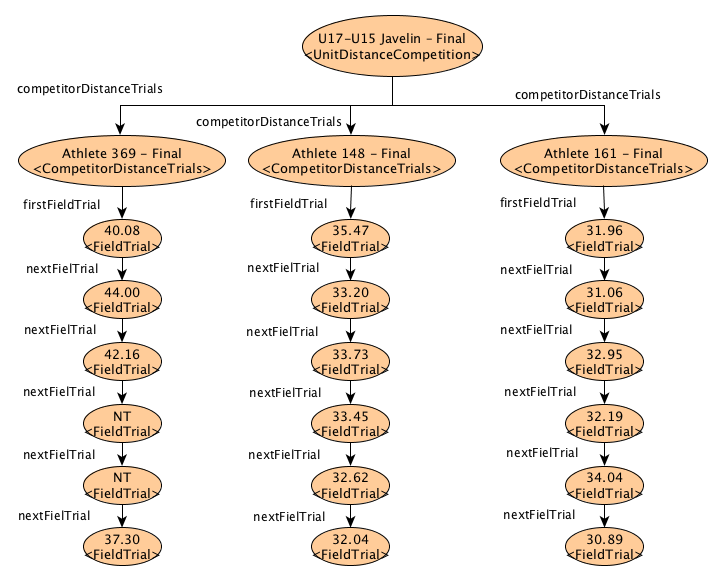 U17-U15 Javelin - Final
<UnitDistanceCompetition>
competitorDistanceTrials
competitorDistanceTrials
competitorDistanceTrials
Athlete 369 - Final
<CompetitorDistanceTrials>
Athlete 148 - Final
<CompetitorDistanceTrials>
Athlete 161 - Final
<CompetitorDistanceTrials>
firstFieldTrial
40.08
<FieldTrial>
nextFielTrial
44.00
<FieldTrial>
nextFielTrial
42.16
<FieldTrial>
nextFielTrial
NT
<FieldTrial>
nextFielTrial
NT
<FieldTrial>
nextFielTrial
37.30
<FieldTrial>
firstFieldTrial
35.47
<FieldTrial>
nextFielTrial
33.20
<FieldTrial>
nextFielTrial
33.73
<FieldTrial>
nextFielTrial
33.45
<FieldTrial>
nextFielTrial
32.62
<FieldTrial>
nextFielTrial
32.04
<FieldTrial>
firstFieldTrial
31.96
<FieldTrial>
nextFielTrial
31.06
<FieldTrial>
nextFielTrial
32.95
<FieldTrial>
nextFielTrial
32.19
<FieldTrial>
nextFielTrial
34.04
<FieldTrial>
nextFielTrial
30.89
<FieldTrial>